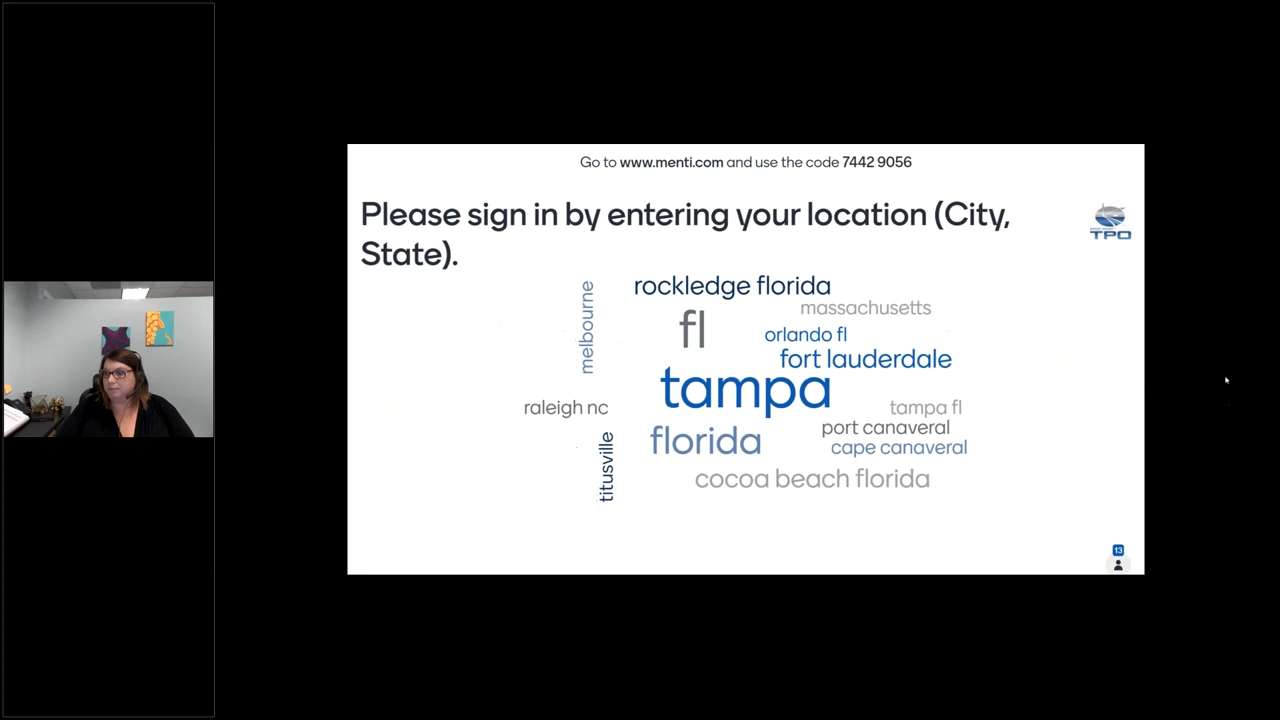 Go to www.menti.com and use the code 7442 9056
Please sign in by entering your location (City,
State).
TPO
melbourne
rockledge florida
massachusetts
fl
orlando fl
fort lauderdale
tampa
raleigh nc
tampa fl
port canaveral
florida
cape canaveral
titusville
cocoa beach florida
13